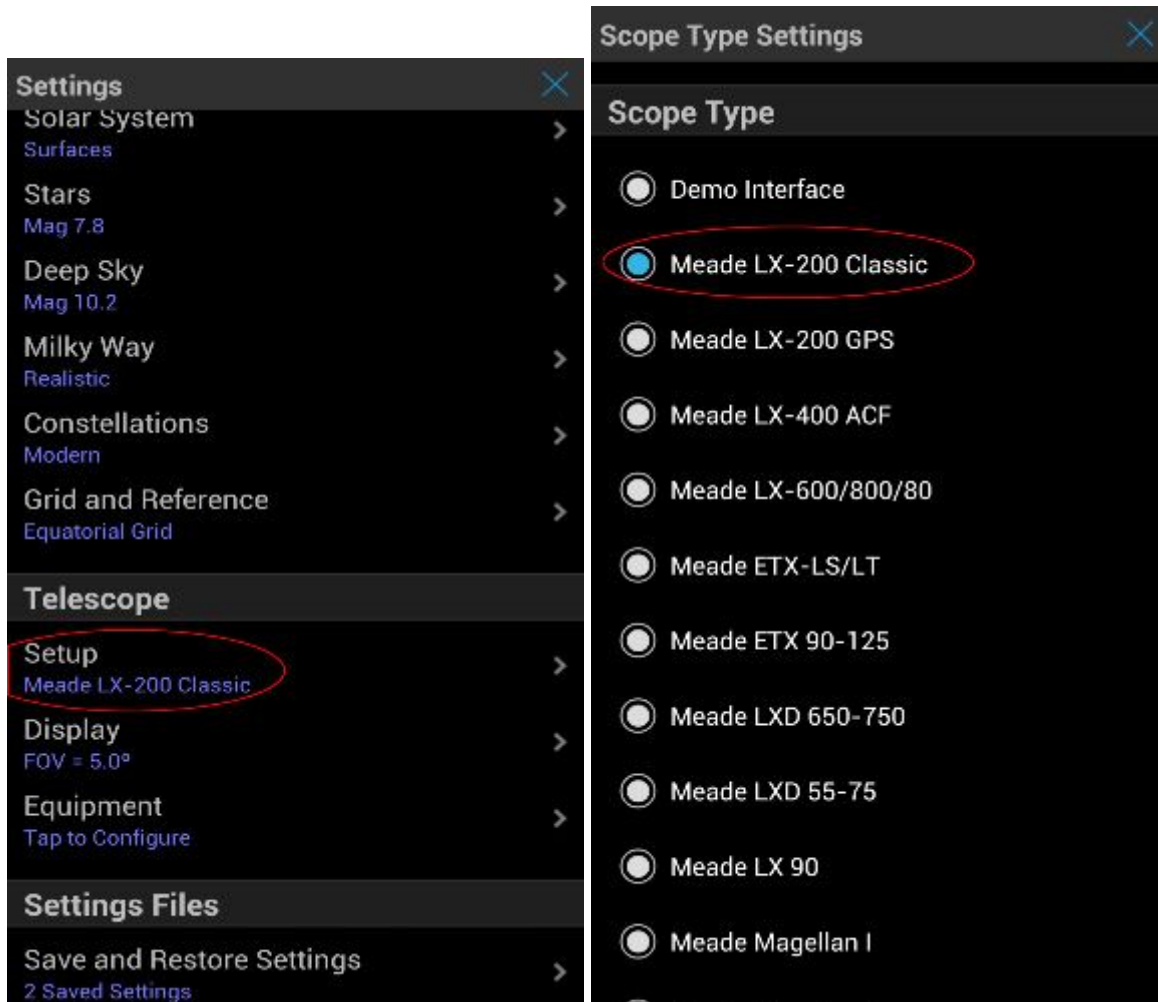 Settings
Solar System
Surfaces
Stars
Mag 7.8
Deep Sky
Mag 10.2
Milky Way
Realistic
Constellations
Modern
Grid and Reference
Equatorial Grid
Telescope
Setup
Meade LX-200 Classic
Display
FOV = 5.0º
Equipment
Tap to Configure
Settings Files
Save and Restore Settings
2 Saved Settings
Scope Type Settings
Scope Type
Demo Interface
Meade LX-200 Classic
Meade LX-200 GPS
Meade LX-400 ACF
Meade LX-600/800/80
Meade ETX-LS/LT
Meade ETX 90-125
Meade LXD 650-750
Meade LXD 55-75
Meade LX 90
Meade Magellan I